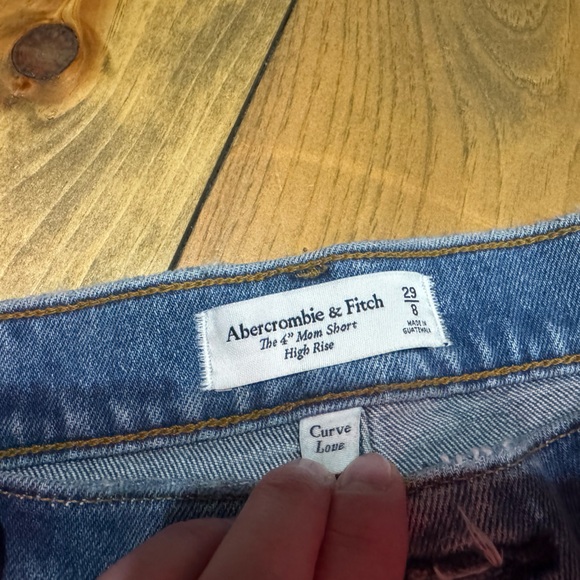 Abercrombie & Fitch
The 4" Mom Short
High Rise
29
8
MADE IN
GUATEMALA
Curve
Love